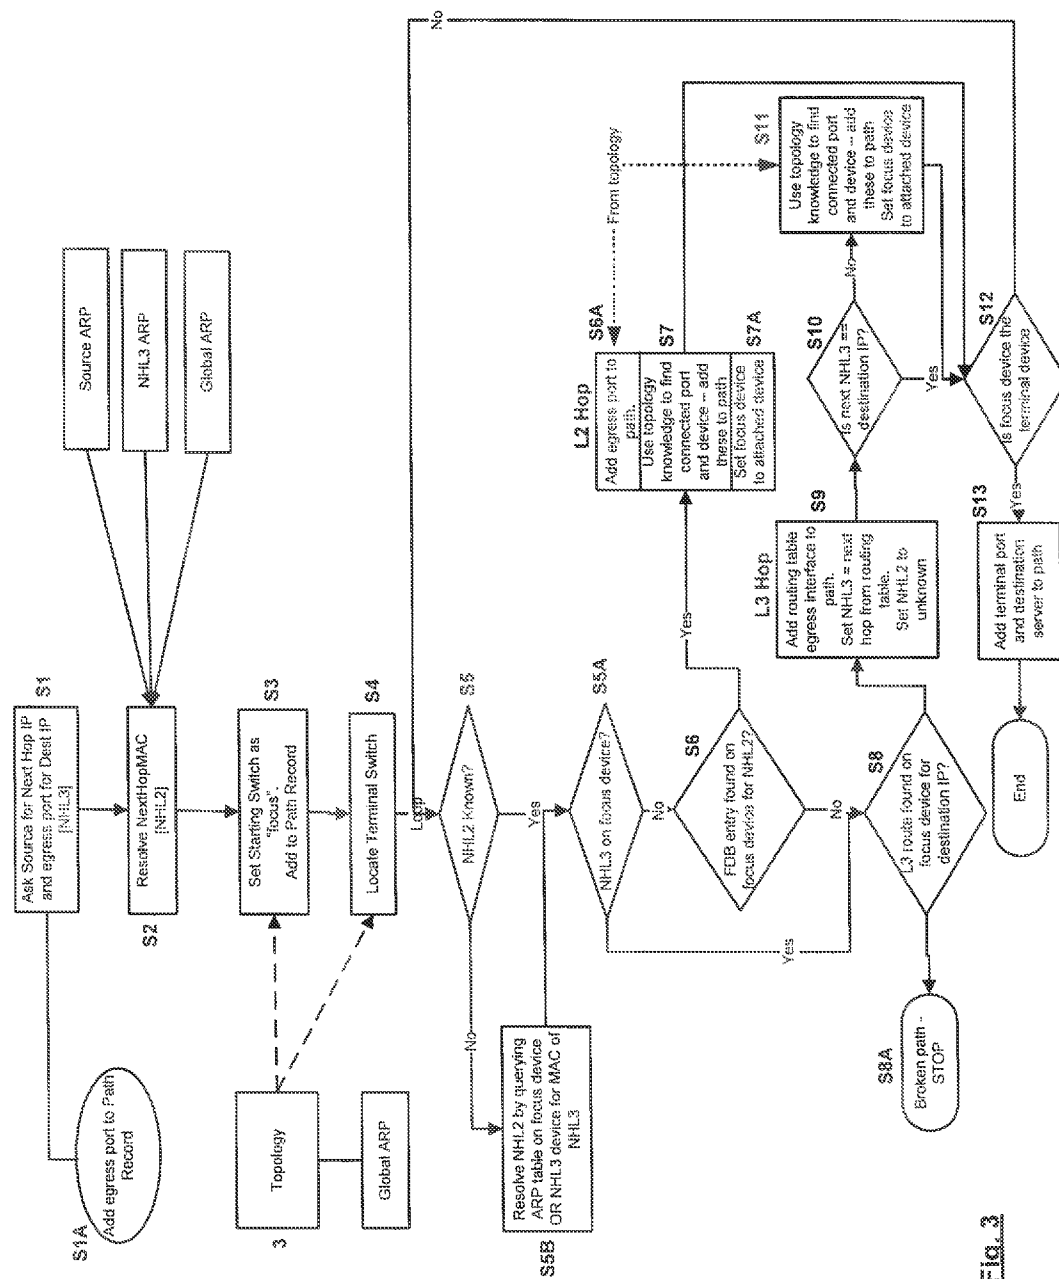 S1A
Add egress port to Path
Record
S1
Ask Source for Next Hop IP
and egress port for Dest IP
[NHL3]
Source ARP
NHL3 ARP
Global ARP
S2
Resolve NextHopMAC
[NHL2]
3
Topology
Global ARP
S3
Set Starting Switch as
"focus".
Add to Path Record
S4
Locate Terminal Switch
Loop
No
S5
NHL2 Known?
No
Yes
S5B
Resolve NHL2 by querying
ARP table on focus device
OR NHL3 device for MAC of
NHL3
S5A
NHL3 on focus device?
No
Yes
S6
FDB entry found on
focus device for NHL2?
Yes
No
L2 Hop
S6A
From topology
Add egress port to
path.
S7
Use topology
knowledge to find
connected port
and device -- add
these to path
S7A
Set focus device
to attached device
S8
L3 route found on
focus device for
destination IP?
S8A
Broken path -
STOP
L3 Hop
S9
Add routing table
egress interface to
path.
Set NHL3 = next
hop from routing
table.
Set NHL2 to
unknown
S10
Is next NHL3 ==
destination IP?
No
Yes
S11
Use topology
knowledge to find
connected port
and device -- add
these to path
Set focus device
to attached device
S12
Is focus device the
terminal device
Yes
S13
Add terminal port
and destination
server to path
End
Fig. 3